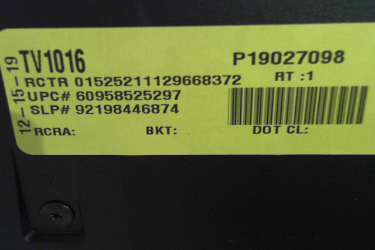 12-15-19
TV1016 P19027098
RCTR 01525211129668372 RT :1
UPC# 60958525297
SLP# 92198446874
RCRA: BKT: DOT CL: